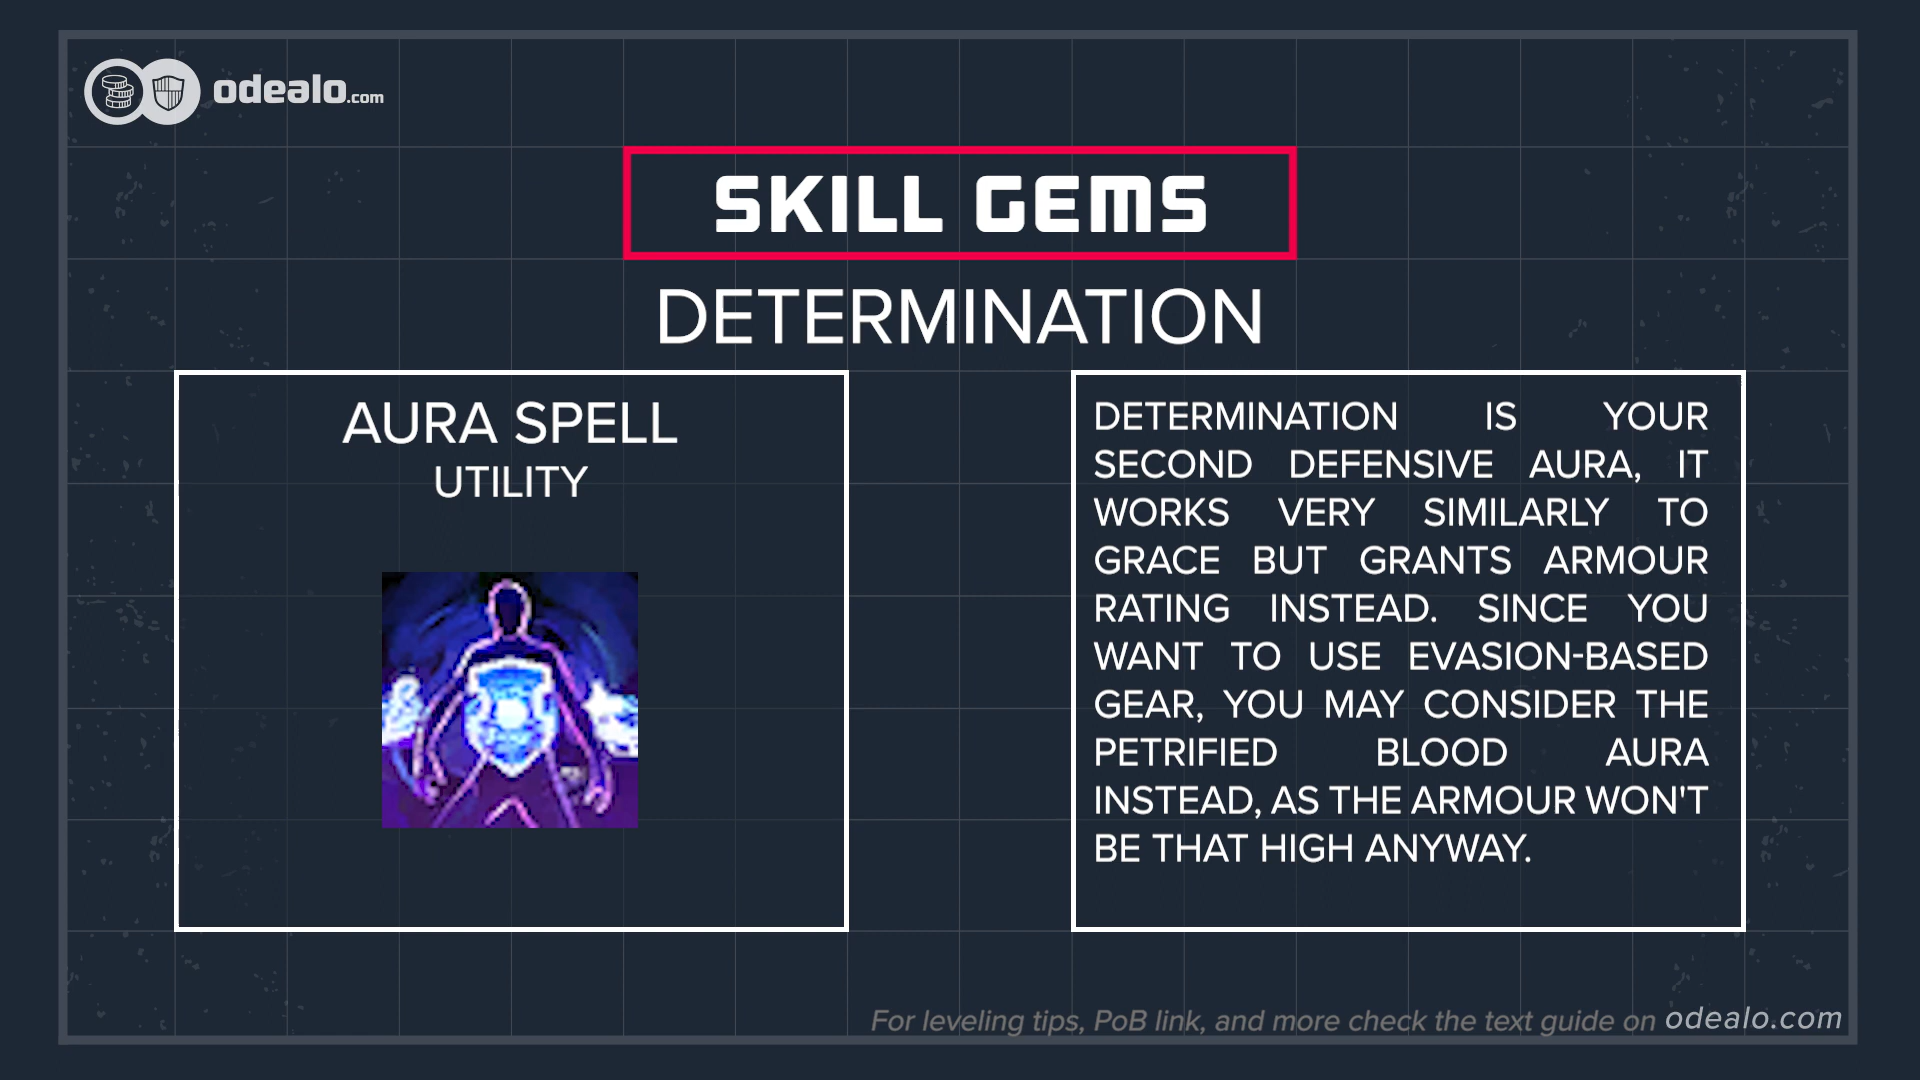 odealo.com
SKILL GEMS
DETERMINATION
AURA SPELL
UTILITY
DETERMINATION IS YOUR
SECOND DEFENSIVE AURA, IT
WORKS VERY SIMILARLY TO
GRACE BUT GRANTS ARMOUR
RATING INSTEAD. SINCE YOU
WANT TO USE EVASION-BASED
GEAR, YOU MAY CONSIDER THE
PETRIFIED BLOOD AURA
INSTEAD, AS THE ARMOUR WON'T
BE THAT HIGH ANYWAY.
For leveling tips, PoB link, and more check the text guide on odealo.com